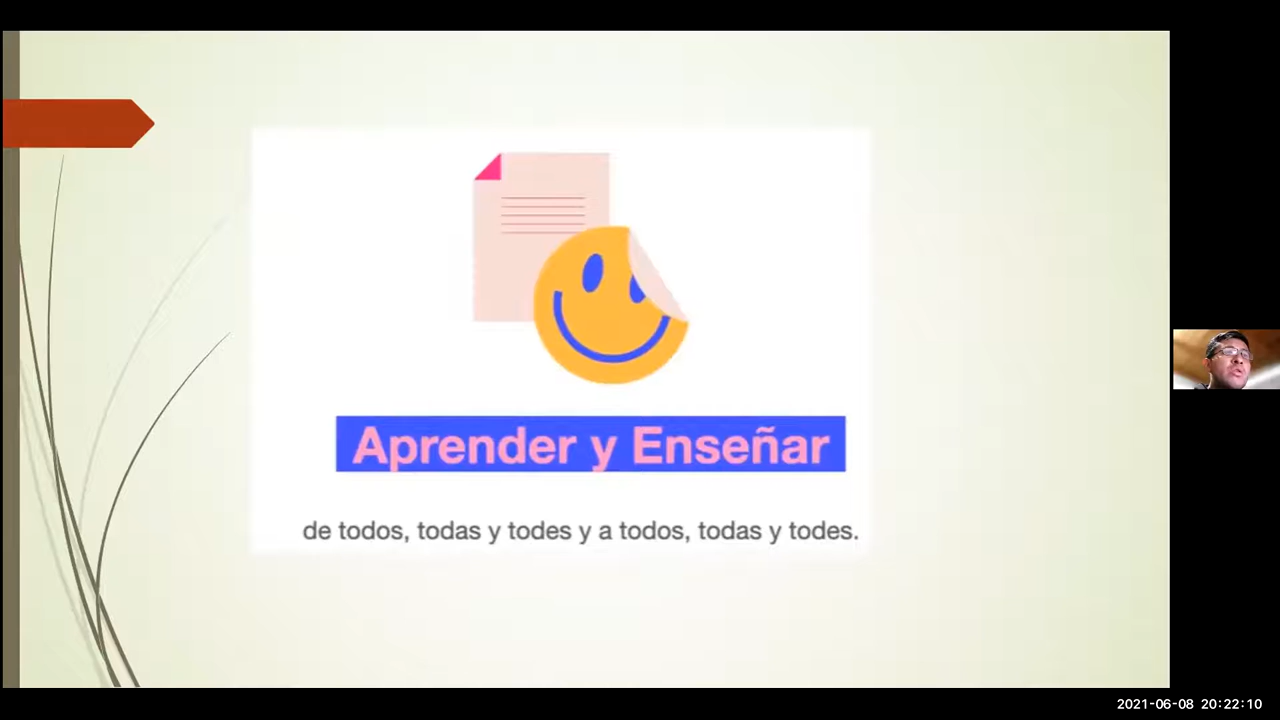 Aprender y Enseñar
de todos, todas y todes y a todos, todas y todes.
2021-06-08 20:22:10